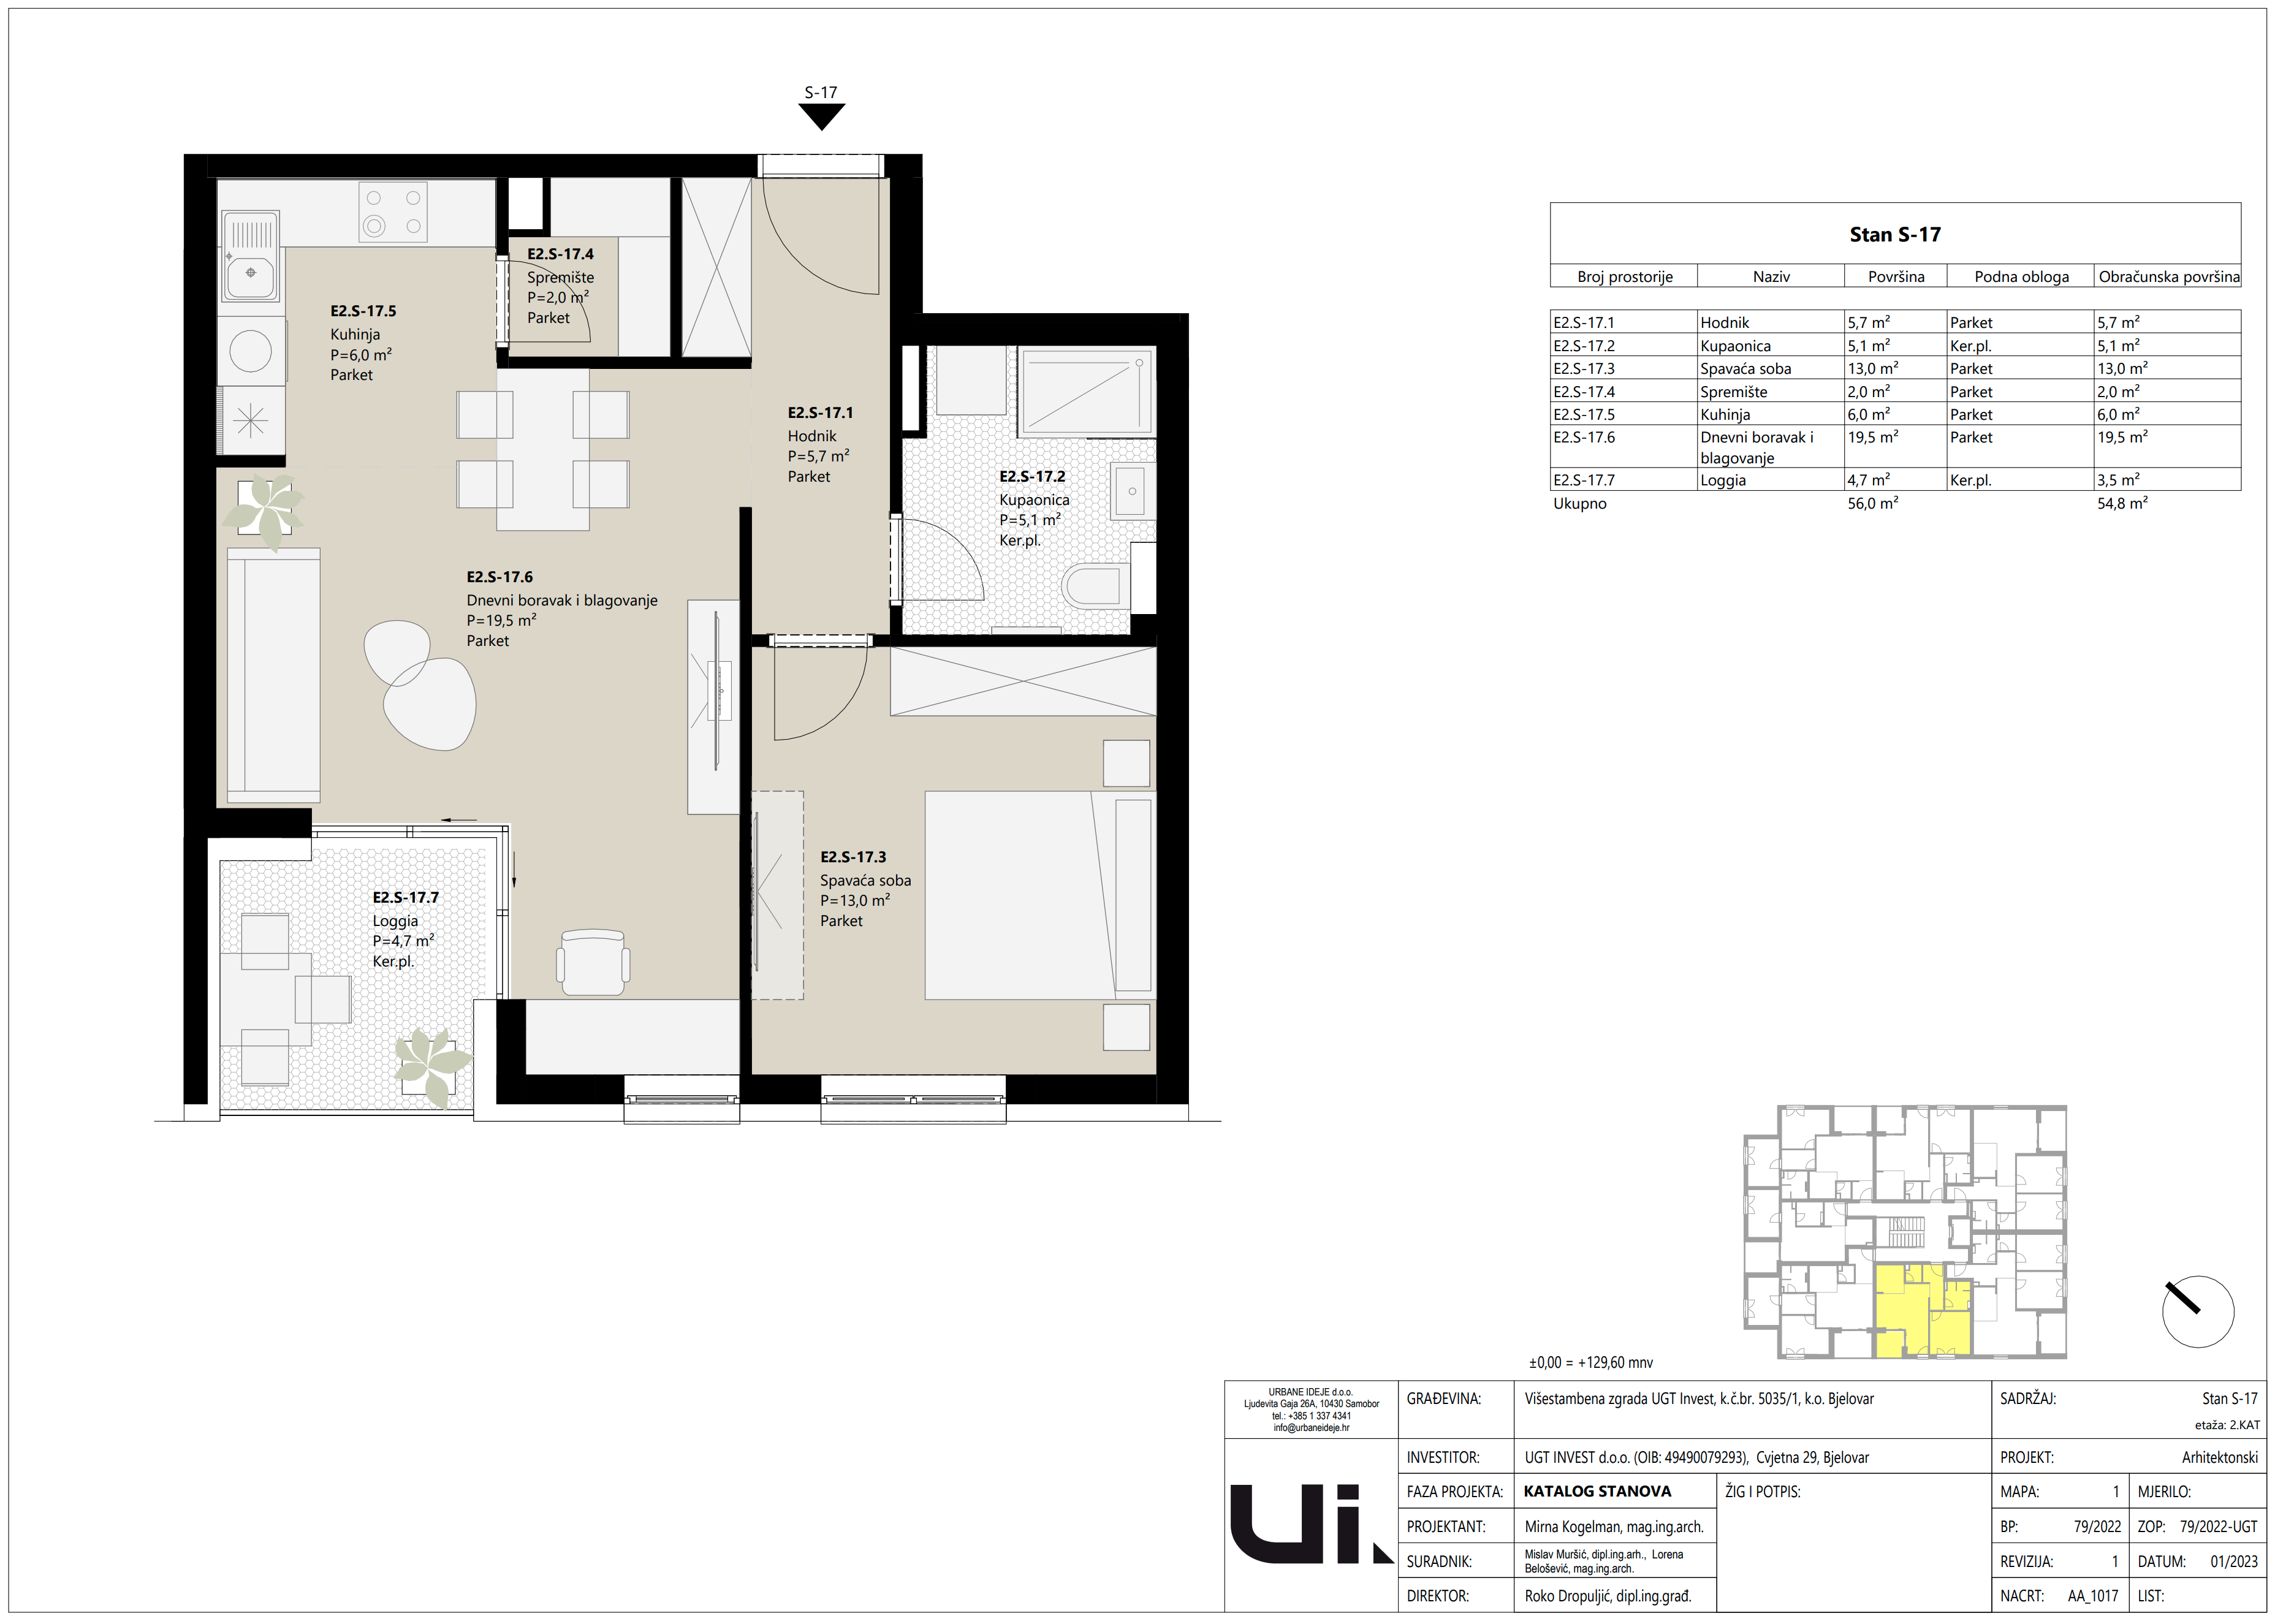 S-17
E2.S-17.4
Spremište
P=2,0 m²
Parket
E2.S-17.5
Kuhinja
P=6,0 m²
Parket
E2.S-17.1
Hodnik
P=5,7 m²
Parket
E2.S-17.2
Kupaonica
P=5,1 m²
Ker.pl.
E2.S-17.6
Dnevni boravak i blagovanje
P=19,5 m²
Parket
E2.S-17.3
Spavaća soba
P=13,0 m²
Parket
E2.S-17.7
Loggia
P=4,7 m²
Ker.pl.
Stan S-17
Broj prostorije Naziv Površina Podna obloga Obračunska površina
E2.S-17.1 Hodnik 5,7 m² Parket 5,7 m²
E2.S-17.2 Kupaonica 5,1 m² Ker.pl. 5,1 m²
E2.S-17.3 Spavaća soba 13,0 m² Parket 13,0 m²
E2.S-17.4 Spremište 2,0 m² Parket 2,0 m²
E2.S-17.5 Kuhinja 6,0 m² Parket 6,0 m²
E2.S-17.6 Dnevni boravak i 19,5 m² Parket 19,5 m²
blagovanje
E2.S-17.7 Loggia 4,7 m² Ker.pl. 3,5 m²
Ukupno 56,0 m² 54,8 m²
±0,00 = +129,60 mnv
URBANE IDEJE d.o.o.
Ljudevita Gaja 26A, 10430 Samobor
tel.: +385 1 337 4341
info@urbaneideje.hr
ui.
GRAĐEVINA: Višestambena zgrada UGT Invest, k.č.br. 5035/1, k.o. Bjelovar
SADRŽAJ: Stan S-17
etaža: 2.KAT
INVESTITOR: UGT INVEST d.o.o. (OIB: 49490079293), Cvjetna 29, Bjelovar
PROJEKT: Arhitektonski
FAZA PROJEKTA: KATALOG STANOVA
ŽIG I POTPIS:
MAPA: 1 MJERILO:
PROJEKTANT: Mirna Kogelman, mag.ing.arch.
BP: 79/2022 ZOP: 79/2022-UGT
SURADNIK: Mislav Muršić, dipl.ing.arh., Lorena
Belošević, mag.ing.arch.
REVIZIJA: 1 DATUM: 01/2023
DIREKTOR: Roko Dropuljić, dipl.ing.građ.
NACRT: AA_1017 LIST: